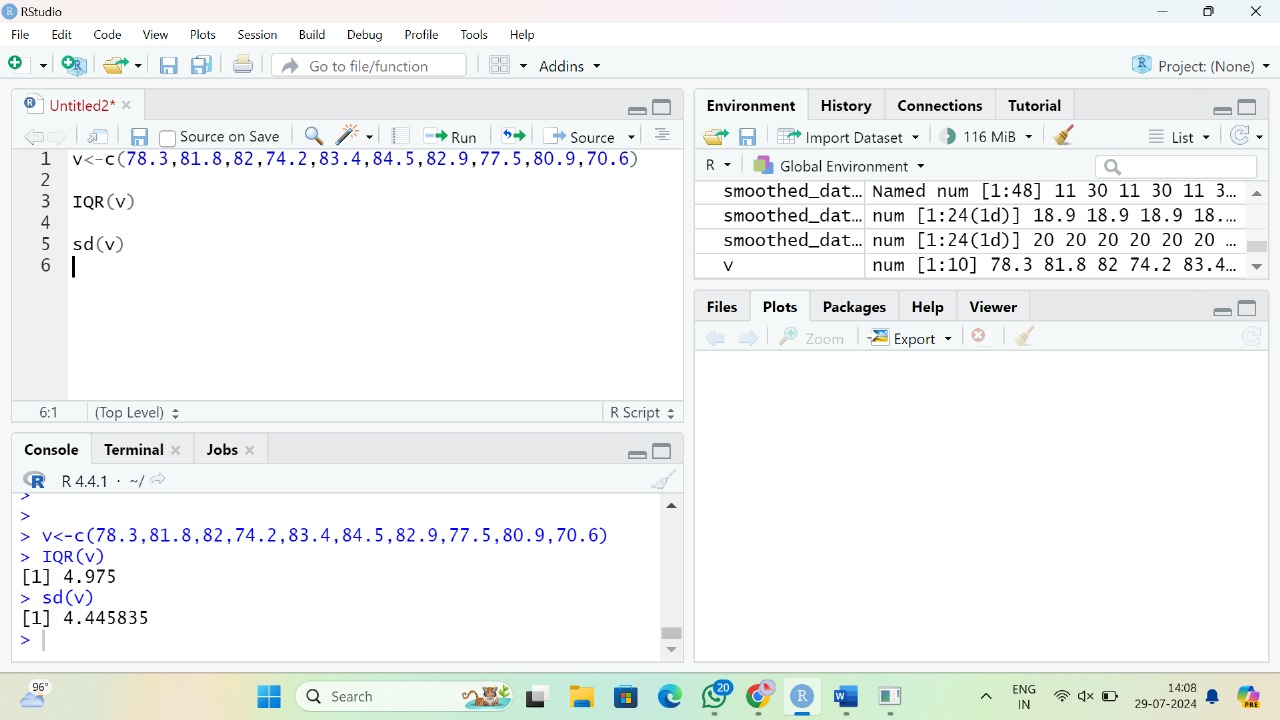 RStudio
File Edit Code View Plots Session Build Debug Profile Tools Help
Go to file/function Addins Project: (None)
Untitled2*
Source on Save Run Source
1 v<-c(78.3,81.8,82,74.2,83.4,84.5,82.9,77.5,80.9,70.6)
2
3 IQR(v)
4
5 sd(v)
6
6:1 (Top Level) R Script
Console Terminal Jobs
R 4.4.1 · ~/
>
>
> v<-c(78.3,81.8,82,74.2,83.4,84.5,82.9,77.5,80.9,70.6)
> IQR(v)
[1] 4.975
> sd(v)
[1] 4.445835
>
Environment History Connections Tutorial
Import Dataset 116 MiB List
R Global Environment
smoothed_dat… Named num [1:48] 11 30 11 30 11 3…
smoothed_dat… num [1:24(1d)] 18.9 18.9 18.9 18.…
smoothed_dat… num [1:24(1d)] 20 20 20 20 20 20 …
v num [1:10] 78.3 81.8 82 74.2 83.4…
Files Plots Packages Help Viewer
Zoom Export
96° Search 20 ENG IN 14:08 29-07-2024 PRE